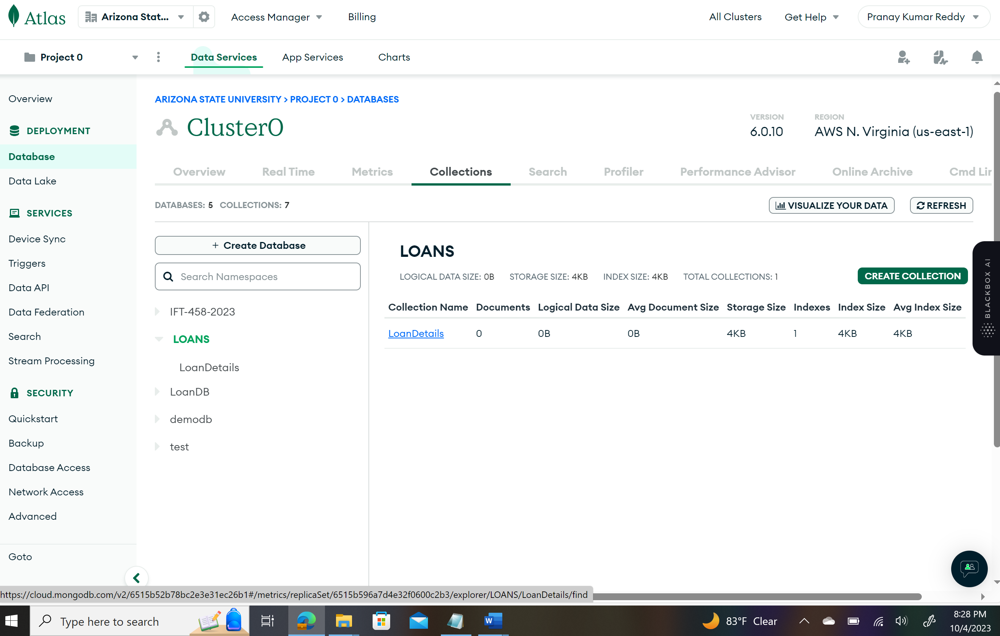 Atlas
Arizona Stat...
Access Manager
Billing
All Clusters
Get Help
Pranay Kumar Reddy
Project 0
Data Services
App Services
Charts
Overview
DEPLOYMENT
Database
Data Lake
SERVICES
Device Sync
Triggers
Data API
Data Federation
Search
Stream Processing
SECURITY
Quickstart
Backup
Database Access
Network Access
Advanced
Goto
ARIZONA STATE UNIVERSITY > PROJECT 0 > DATABASES
Cluster0
VERSION
6.0.10
REGION
AWS N. Virginia (us-east-1)
Overview
Real Time
Metrics
Collections
Search
Profiler
Performance Advisor
Online Archive
Cmd Lin
DATABASES: 5 COLLECTIONS: 7
VISUALIZE YOUR DATA
REFRESH
+ Create Database
Search Namespaces
IFT-458-2023
LOANS
LoanDetails
LoanDB
demodb
test
LOANS
LOGICAL DATA SIZE: 0B STORAGE SIZE: 4KB INDEX SIZE: 4KB TOTAL COLLECTIONS: 1
CREATE COLLECTION
Collection Name Documents Logical Data Size Avg Document Size Storage Size Indexes Index Size Avg Index Size
LoanDetails 0 0B 0B 4KB 1 4KB 4KB
BLACKBOX AI
https://cloud.mongodb.com/v2/6515b52b78bc2e3e31ec26b1#/metrics/replicaSet/6515b596a7d4e32f0600c2b3/explorer/LOANS/LoanDetails/find
Type here to search
W
83°F Clear
8:28 PM
10/4/2023